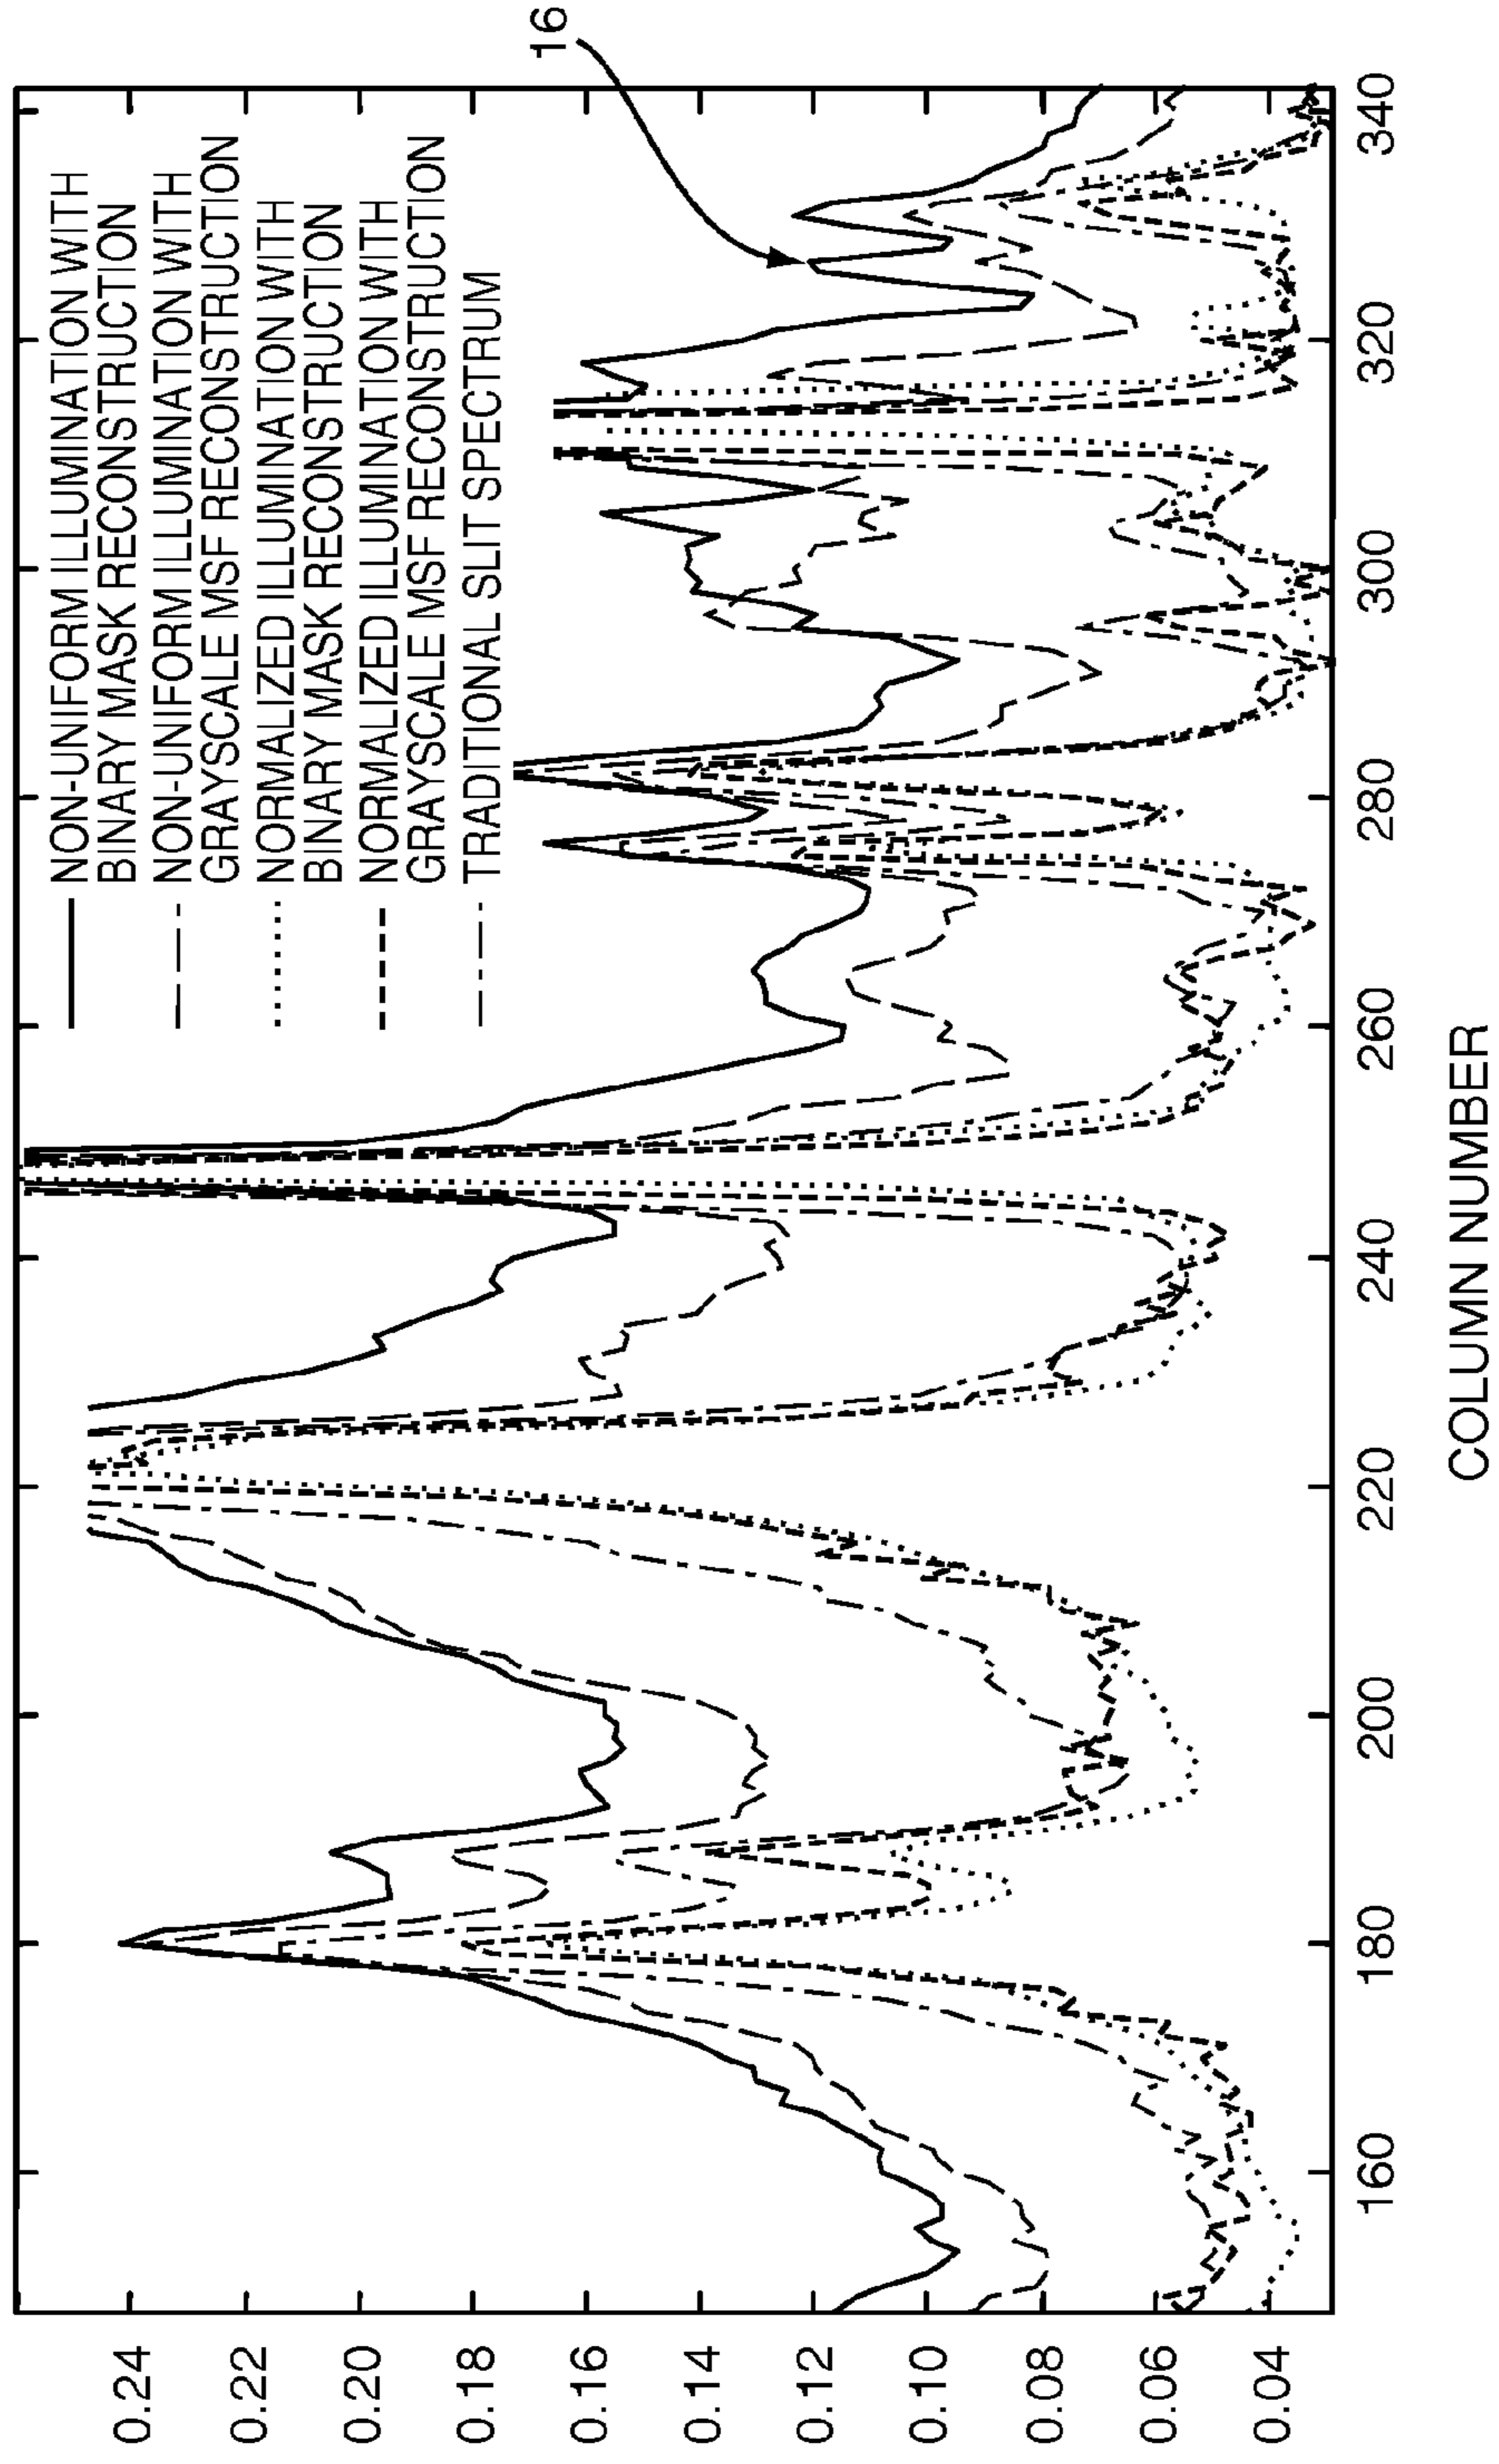 NON-UNIFORM ILLUMINATION WITH
BINARY MASK RECONSTRUCTION
NON-UNIFORM ILLUMINATION WITH
GRAYSCALE MSF RECONSTRUCTION
NORMALIZED ILLUMINATION WITH
BINARY MASK RECONSTRUCTION
NORMALIZED ILLUMINATION WITH
GRAYSCALE MSF RECONSTRUCTION
TRADITIONAL SLIT SPECTRUM
16
0.24
0.22
0.20
0.18
0.16
0.14
0.12
0.10
0.08
0.06
0.04
160
180
200
220
240
260
280
300
320
340
COLUMN NUMBER